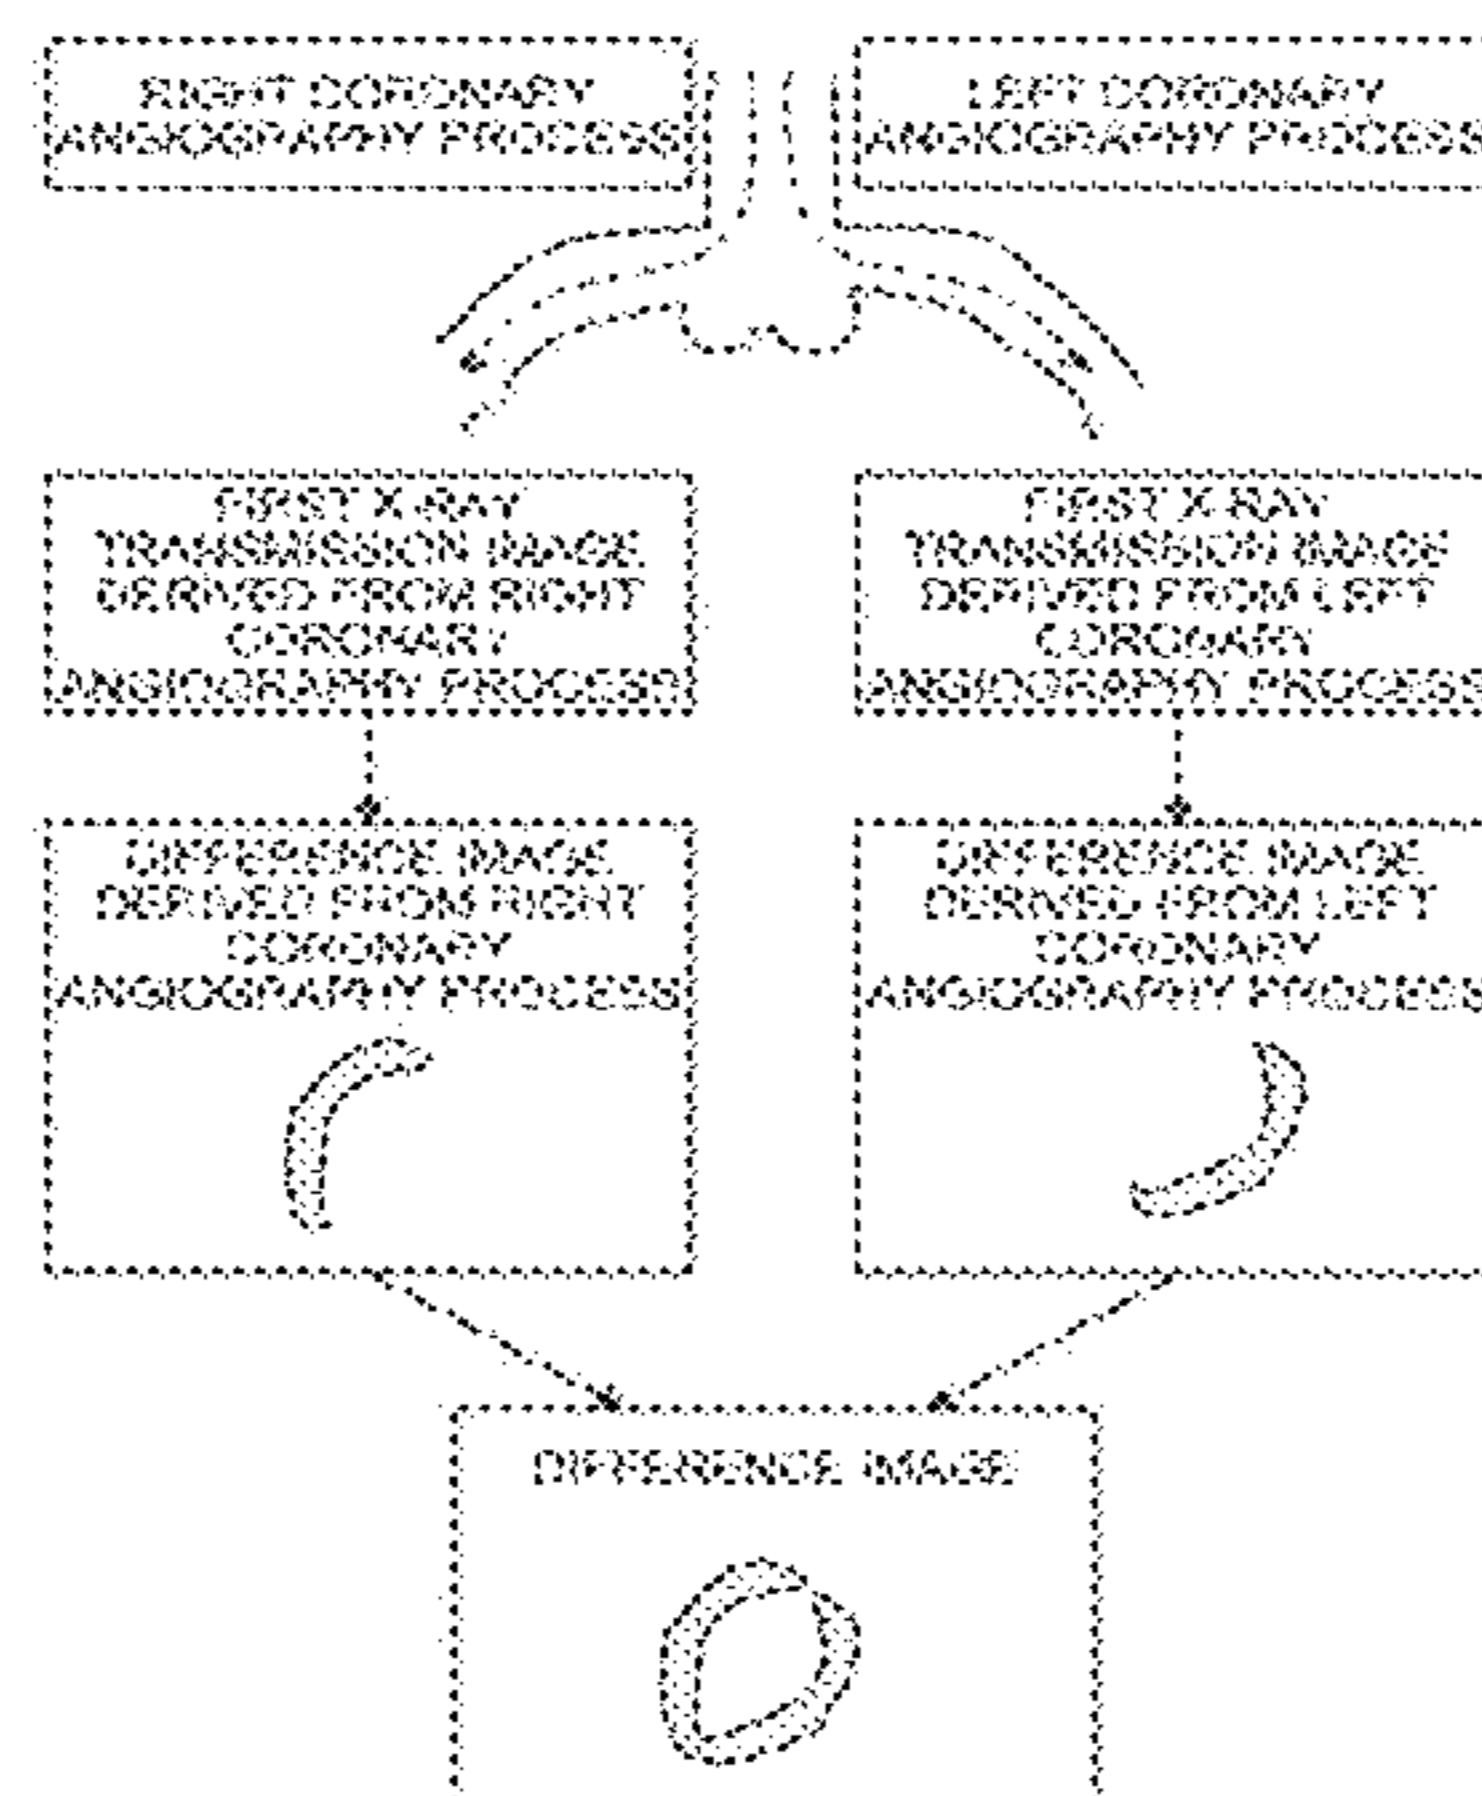 RIGHT CORONARY
ANGIOGRAPHY PROCESS
LEFT CORONARY
ANGIOGRAPHY PROCESS
FIRST X-RAY
TRANSMISSION IMAGE
DERIVED FROM RIGHT
CORONARY
ANGIOGRAPHY PROCESS
FIRST X-RAY
TRANSMISSION IMAGE
DERIVED FROM LEFT
CORONARY
ANGIOGRAPHY PROCESS
DIFFERENCE IMAGE
DERIVED FROM RIGHT
CORONARY
ANGIOGRAPHY PROCESS
DIFFERENCE IMAGE
DERIVED FROM LEFT
CORONARY
ANGIOGRAPHY PROCESS
DIFFERENCE IMAGE